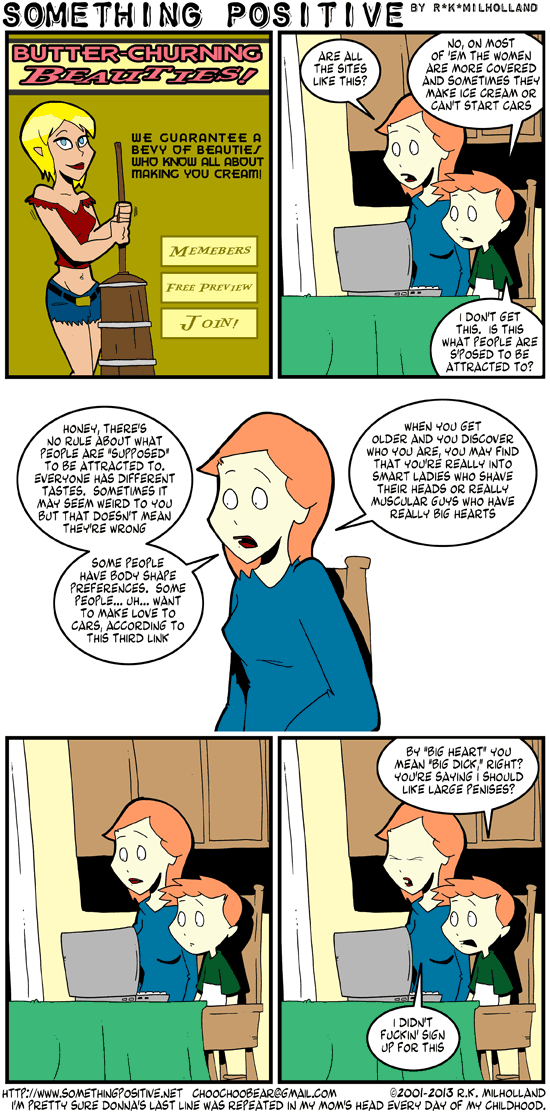 SOMETHING POSITIVE BY R*K*MILHOLLAND
BUTTER-CHURNING
BEAUTIES!
WE GUARANTEE A
BEVY OF BEAUTIES
WHO KNOW ALL ABOUT
MAKING YOU CREAM!
MEMEBERS
FREE PREVIEW
JOIN!
ARE ALL
THE SITES
LIKE THIS?
NO, ON MOST
OF 'EM THE WOMEN
ARE MORE COVERED
AND SOMETIMES THEY
MAKE ICE CREAM OR
CAN'T START CARS
I DON'T GET
THIS. IS THIS
WHAT PEOPLE ARE
S'POSED TO BE
ATTRACTED TO?
HONEY, THERE'S
NO RULE ABOUT WHAT
PEOPLE ARE "SUPPOSED"
TO BE ATTRACTED TO.
EVERYONE HAS DIFFERENT
TASTES. SOMETIMES IT
MAY SEEM WEIRD TO YOU
BUT THAT DOESN'T MEAN
THEY'RE WRONG
SOME PEOPLE
HAVE BODY SHAPE
PREFERENCES. SOME
PEOPLE... UH... WANT
TO MAKE LOVE TO
CARS, ACCORDING TO
THIS THIRD LINK
WHEN YOU GET
OLDER AND YOU DISCOVER
WHO YOU ARE, YOU MAY FIND
THAT YOU'RE REALLY INTO
SMART LADIES WHO SHAVE
THEIR HEADS OR REALLY
MUSCULAR GUYS WHO HAVE
REALLY BIG HEARTS
BY "BIG HEART" YOU
MEAN "BIG DICK," RIGHT?
YOU'RE SAYING I SHOULD
LIKE LARGE PENISES?
I DIDN'T
FUCKIN' SIGN
UP FOR THIS
HTTP://WWW.SOMETHINGPOSITIVE.NET CHOOCHOOBEAR@GMAIL.COM ©2001-2013 R.K. MILHOLLAND
I'M PRETTY SURE DONNA'S LAST LINE WAS REPEATED IN MY MOM'S HEAD EVERY DAY OF MY CHILDHOOD.